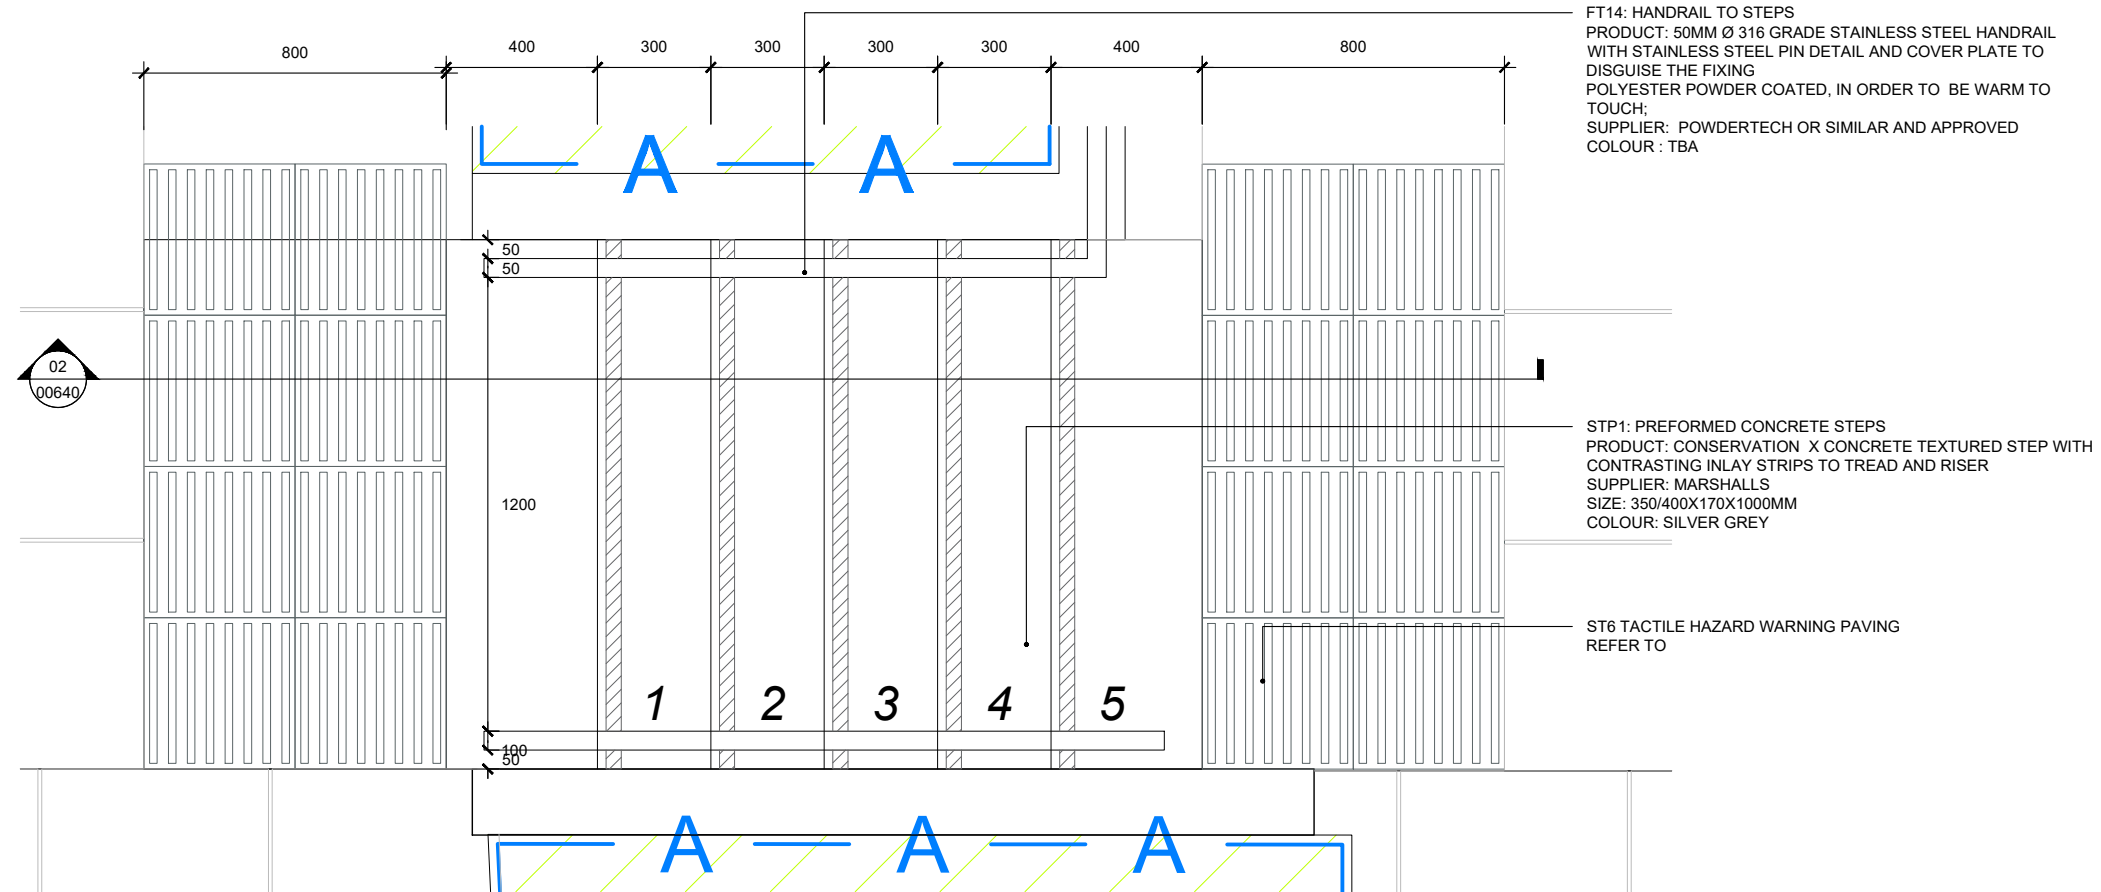 FT14: HANDRAIL TO STEPS
PRODUCT: 50MM Ø 316 GRADE STAINLESS STEEL HANDRAIL
WITH STAINLESS STEEL PIN DETAIL AND COVER PLATE TO
DISGUISE THE FIXING
POLYESTER POWDER COATED, IN ORDER TO BE WARM TO
TOUCH;
SUPPLIER: POWDERTECH OR SIMILAR AND APPROVED
COLOUR : TBA
800
400
300
300
300
300
400
800
A
A
50
50
02
00640
STP1: PREFORMED CONCRETE STEPS
PRODUCT: CONSERVATION X CONCRETE TEXTURED STEP WITH
CONTRASTING INLAY STRIPS TO TREAD AND RISER
SUPPLIER: MARSHALLS
SIZE: 350/400X170X1000MM
COLOUR: SILVER GREY
1200
ST6 TACTILE HAZARD WARNING PAVING
REFER TO
1
2
3
4
5
100
50
A
A
A